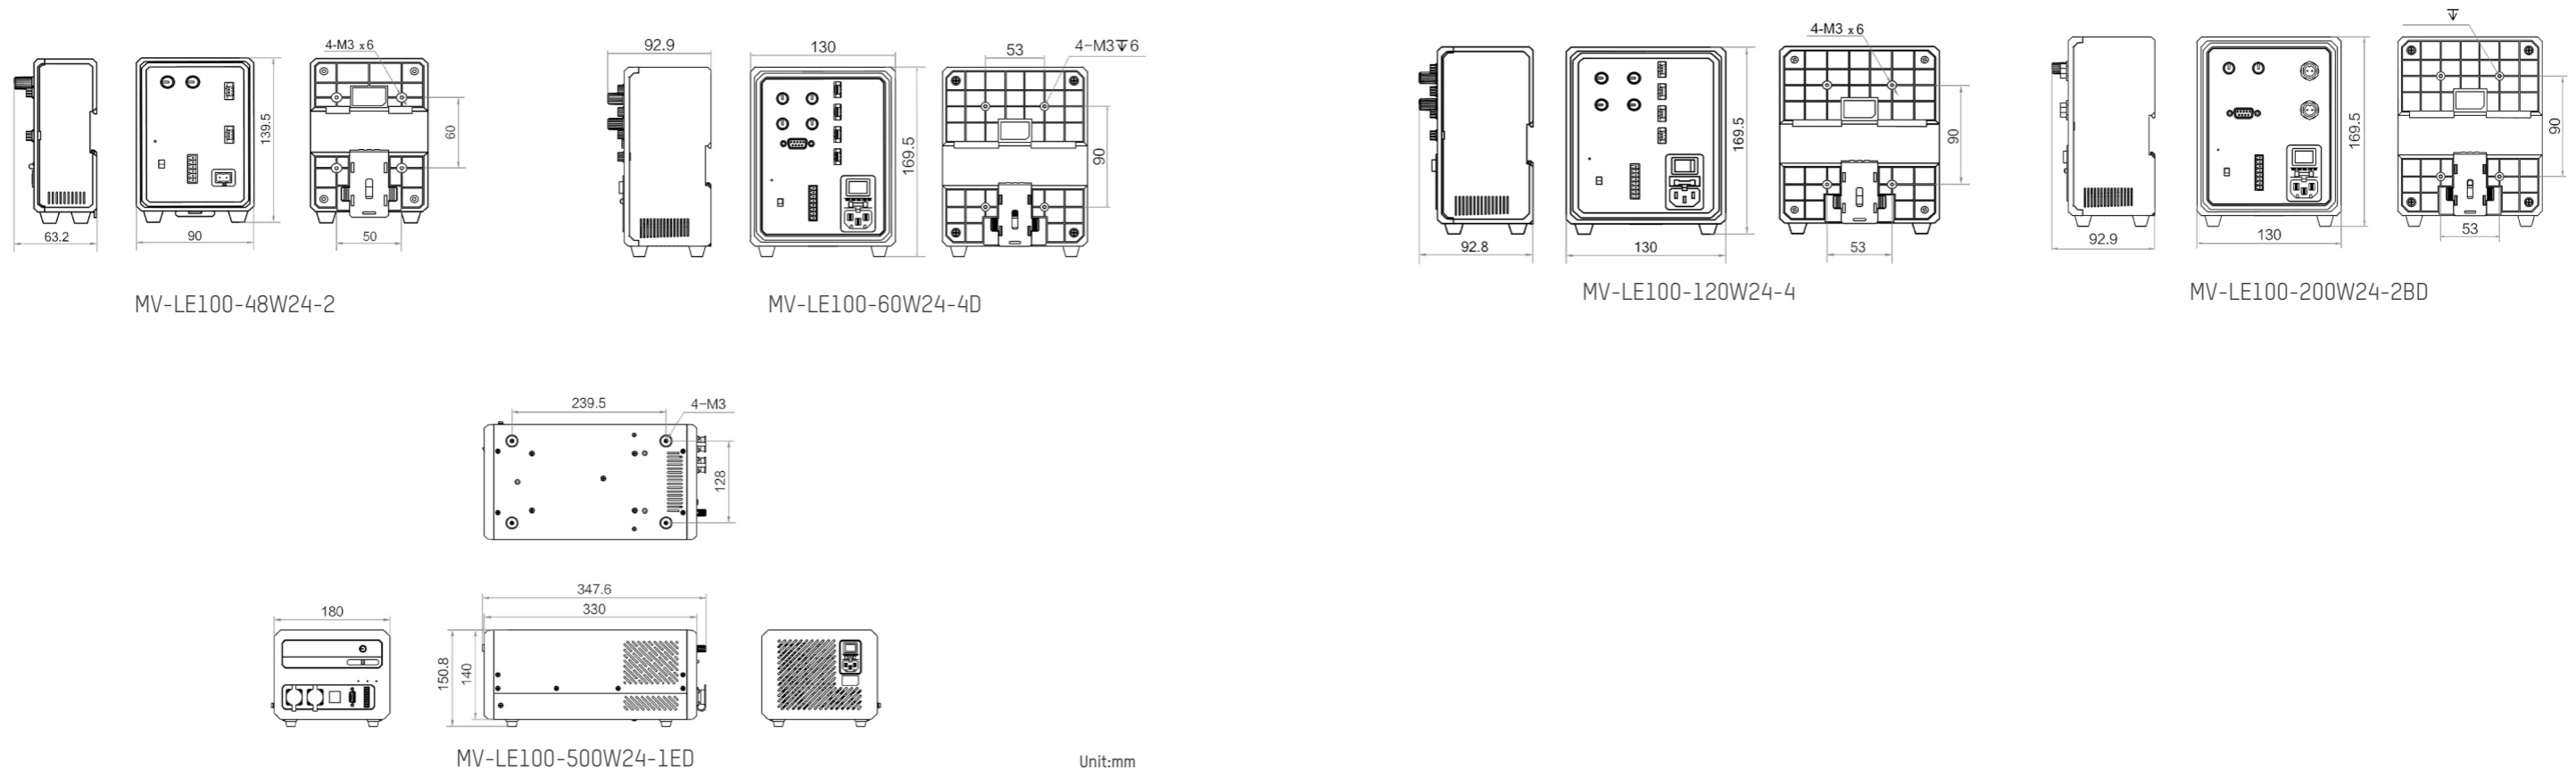 4-M3 x 6
139.5
60
63.2
90
50
MV-LE100-48W24-2
92.9
130
53
4-M3↧6
169.5
90
MV-LE100-60W24-4D
4-M3 x 6
169.5
90
92.8
130
53
MV-LE100-120W24-4
↧
169.5
90
92.9
130
53
MV-LE100-200W24-2BD
239.5
4-M3
128
180
347.6
330
150.8
140
MV-LE100-500W24-1ED
Unit:mm